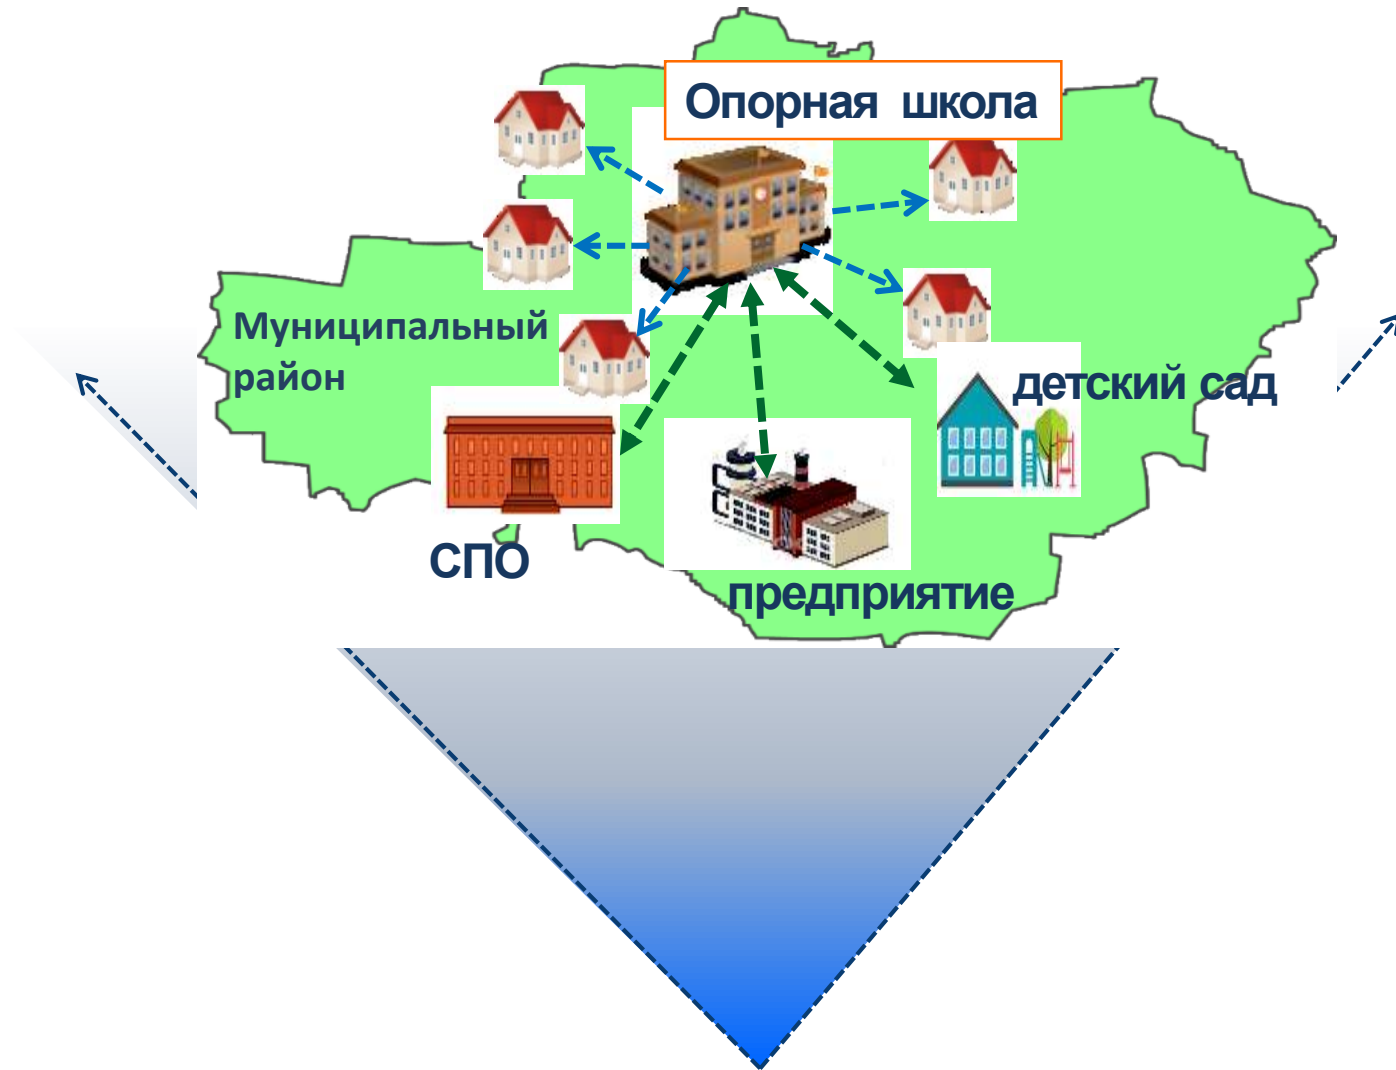 Опорная школа
Муниципальный
район
детский сад
СПО
предприятие